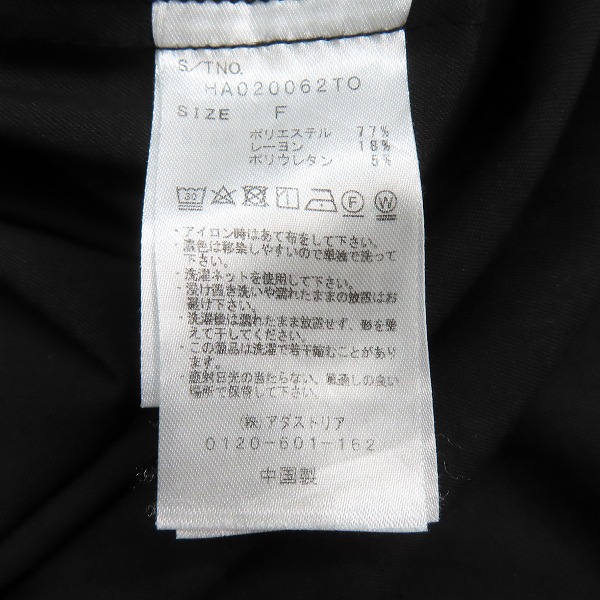 S/TNO.
HA020062TO
SIZE F
ポリエステル 77%
レーヨン 18%
ポリウレタン 5%
30
F W
・アイロン時はあて布をして下さい。
・濃色は移染しやすいので単独で洗って
下さい。
・洗濯ネットを使用して下さい。
・浸け置き洗いや濡れたままの放置はお
避け下さい。
・洗濯後は濡れたまま放置せず、形を整
えて干してください。
・この製品は洗濯で若干縮むことがあり
ます。
・直射日光の当たらない、風通しの良い
場所で保管して下さい。
(株)アダストリア
0120-601-162
中国製